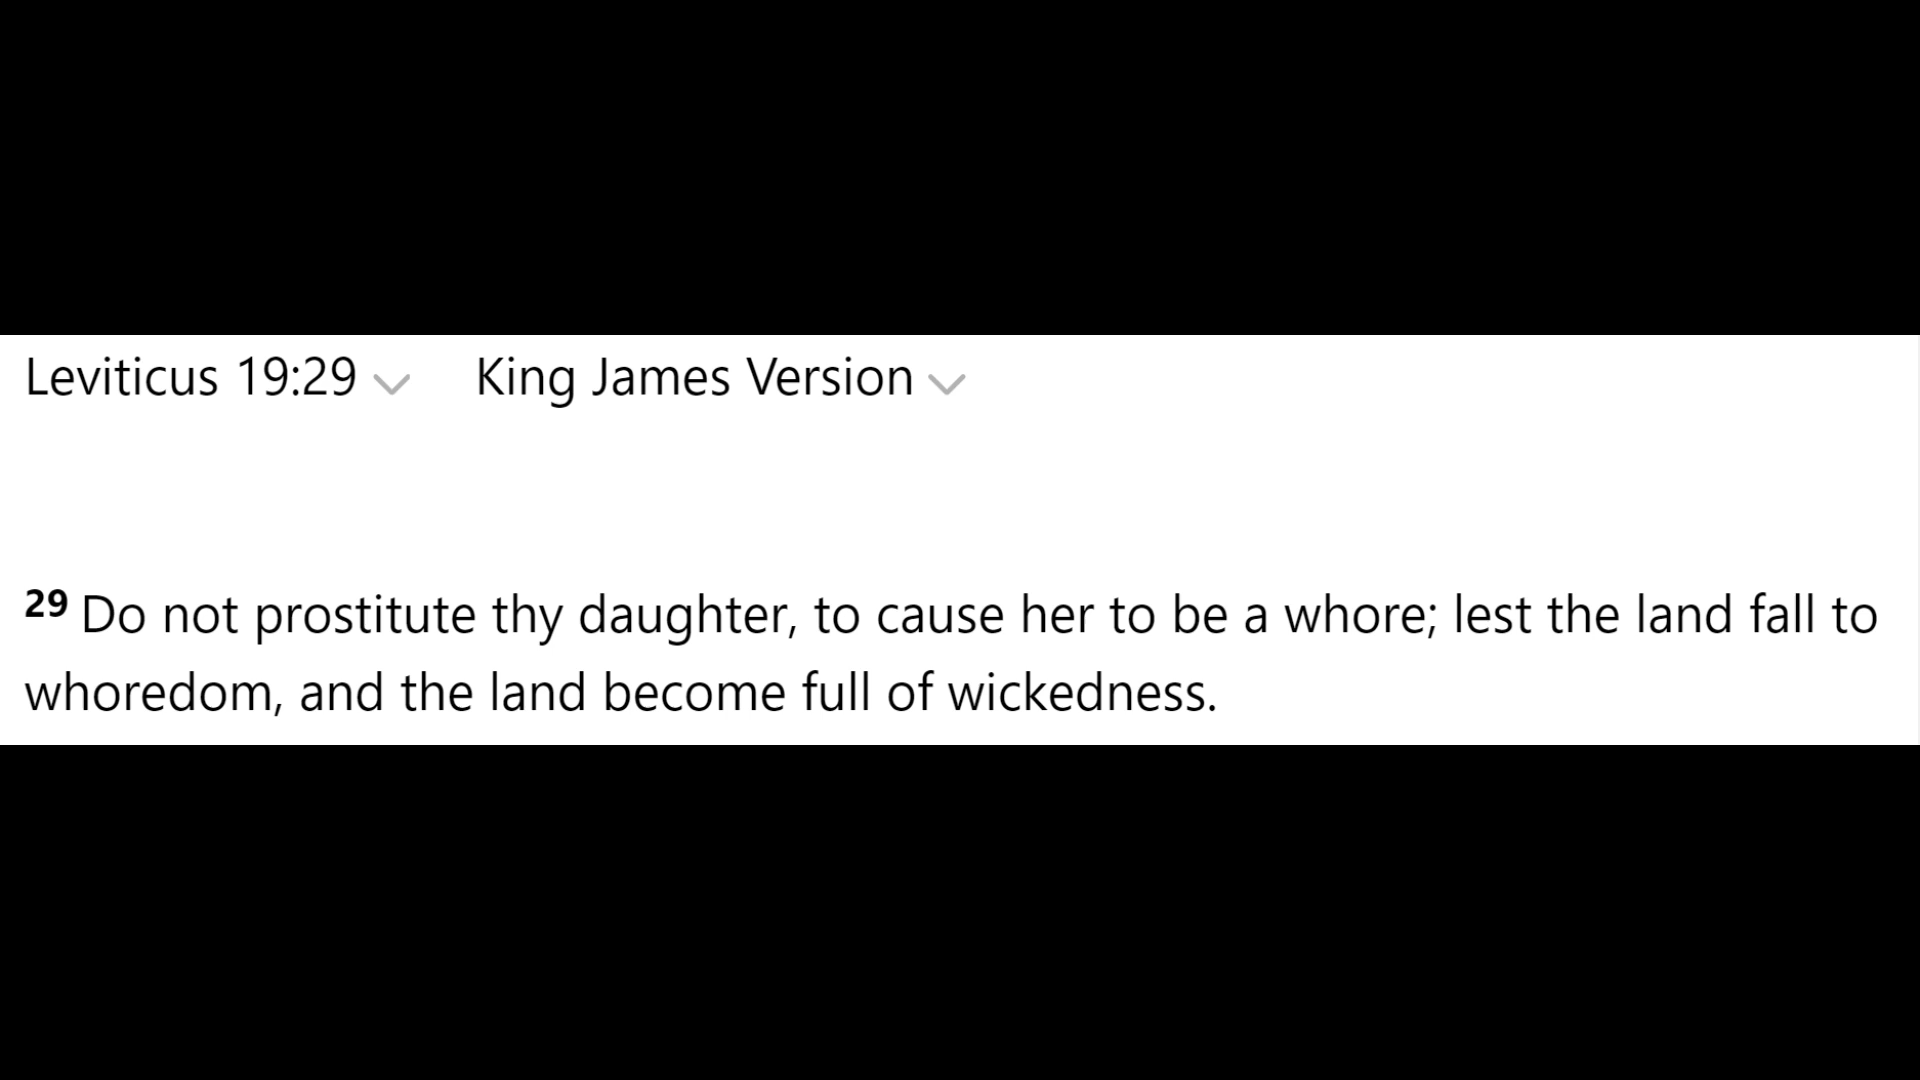 Leviticus 19:29 King James Version
29 Do not prostitute thy daughter, to cause her to be a whore; lest the land fall to
whoredom, and the land become full of wickedness.